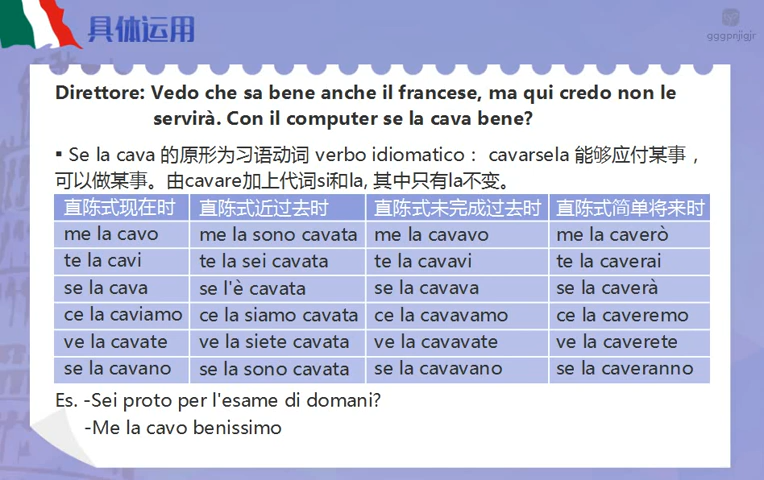 具体运用
gggpnjigjr
Direttore: Vedo che sa bene anche il francese, ma qui credo non le
servirà. Con il computer se la cava bene?
▪ Se la cava 的原形为习语动词 verbo idiomatico： cavarsela 能够应付某事，
可以做某事。由cavare加上代词si和la, 其中只有la不变。
直陈式现在时 直陈式近过去时 直陈式未完成过去时 直陈式简单将来时
me la cavo me la sono cavata me la cavavo me la caverò
te la cavi te la sei cavata te la cavavi te la caverai
se la cava se l'è cavata se la cavava se la caverà
ce la caviamo ce la siamo cavata ce la cavavamo ce la caveremo
ve la cavate ve la siete cavata ve la cavavate ve la caverete
se la cavano se la sono cavata se la cavavano se la caveranno
Es. -Sei proto per l'esame di domani?
-Me la cavo benissimo